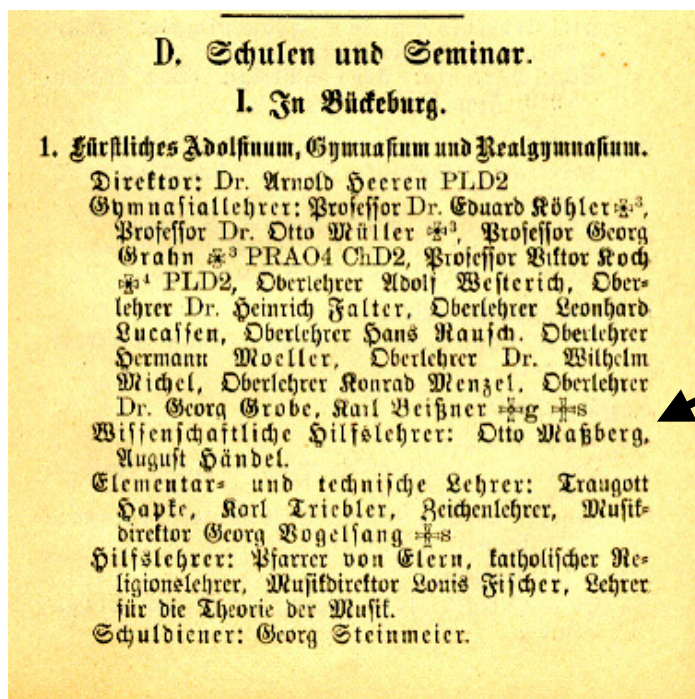 D. Schulen und Seminar.
I. In Bückeburg.
1. Fürstliches Adolfinum, Gymnasium und Realgymnasium.
Direktor: Dr. Arnold Heeren PLD2
Gymnasiallehrer: Professor Dr. Eduard Köhler ✠³,
Professor Dr. Otto Müller ✠³, Professor Georg
Grahn ✠³ PRAO4 ChD2, Professor Viktor Koch
✠⁴ PLD2, Oberlehrer Adolf Westerich, Ober-
lehrer Dr. Heinrich Falter, Oberlehrer Leonhard
Lucassen, Oberlehrer Hans Rausch. Oberlehrer
Hermann Moeller, Oberlehrer Dr. Wilhelm
Michel, Oberlehrer Konrad Menzel, Oberlehrer
Dr. Georg Grobe, Karl Beißner ✠g ✠s
Wissenschaftliche Hilfslehrer: Otto Maßberg,
August Händel.
Elementar- und technische Lehrer: Traugott
Hapke, Karl Triebler, Zeichenlehrer, Musik-
direktor Georg Vogelsang ✠s
Hilfslehrer: Pfarrer von Elern, katholischer Re-
ligionslehrer, Musikdirektor Louis Fischer, Lehrer
für die Theorie der Musik.
Schuldiener: Georg Steinmeier.